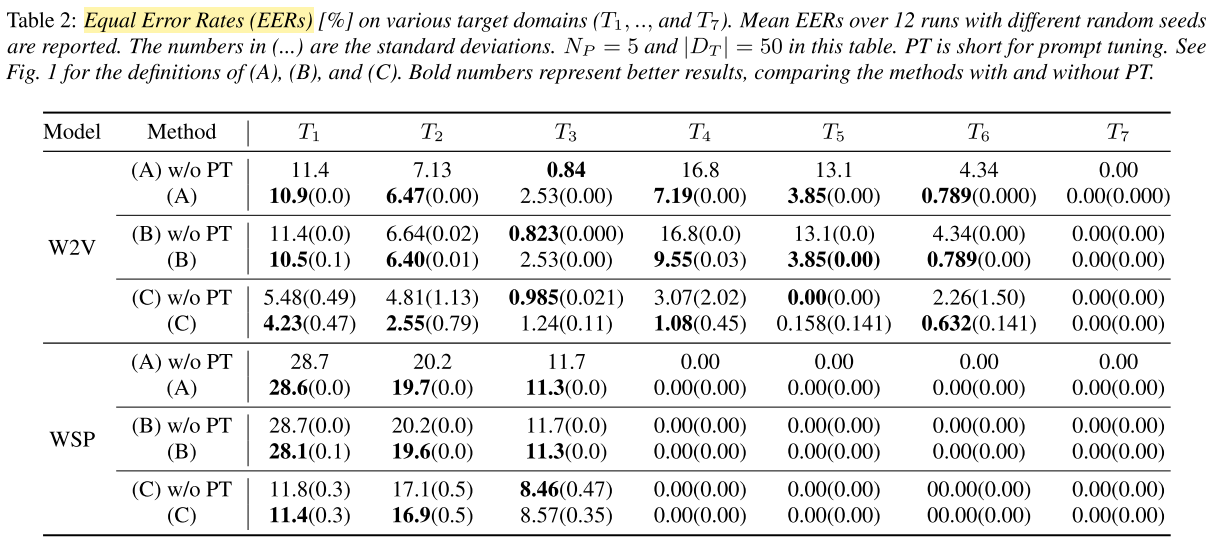 Table 2: Equal Error Rates (EERs) [%] on various target domains (T1, .., and T7). Mean EERs over 12 runs with different random seeds
are reported. The numbers in (...) are the standard deviations. NP = 5 and |DT| = 50 in this table. PT is short for prompt tuning. See
Fig. 1 for the definitions of (A), (B), and (C). Bold numbers represent better results, comparing the methods with and without PT.
Model Method T1 T2 T3 T4 T5 T6 T7
(A) w/o PT 11.4 7.13 0.84 16.8 13.1 4.34 0.00
(A) 10.9(0.0) 6.47(0.00) 2.53(0.00) 7.19(0.00) 3.85(0.00) 0.789(0.000) 0.00(0.000)
W2V
(B) w/o PT 11.4(0.0) 6.64(0.02) 0.823(0.000) 16.8(0.0) 13.1(0.0) 4.34(0.00) 0.00(0.00)
(B) 10.5(0.1) 6.40(0.01) 2.53(0.00) 9.55(0.03) 3.85(0.00) 0.789(0.00) 0.00(0.00)
(C) w/o PT 5.48(0.49) 4.81(1.13) 0.985(0.021) 3.07(2.02) 0.00(0.00) 2.26(1.50) 0.00(0.00)
(C) 4.23(0.47) 2.55(0.79) 1.24(0.11) 1.08(0.45) 0.158(0.141) 0.632(0.141) 0.00(0.00)
(A) w/o PT 28.7 20.2 11.7 0.00 0.00 0.00 0.00
(A) 28.6(0.0) 19.7(0.0) 11.3(0.0) 0.00(0.00) 0.00(0.00) 0.00(0.00) 0.00(0.00)
WSP
(B) w/o PT 28.7(0.0) 20.2(0.0) 11.7(0.0) 0.00(0.00) 0.00(0.00) 0.00(0.00) 0.00(0.00)
(B) 28.1(0.1) 19.6(0.0) 11.3(0.0) 0.00(0.00) 0.00(0.00) 0.00(0.00) 0.00(0.00)
(C) w/o PT 11.8(0.3) 17.1(0.5) 8.46(0.47) 0.00(0.00) 0.00(0.00) 00.00(0.00) 0.00(0.00)
(C) 11.4(0.3) 16.9(0.5) 8.57(0.35) 0.00(0.00) 0.00(0.00) 00.00(0.00) 0.00(0.00)